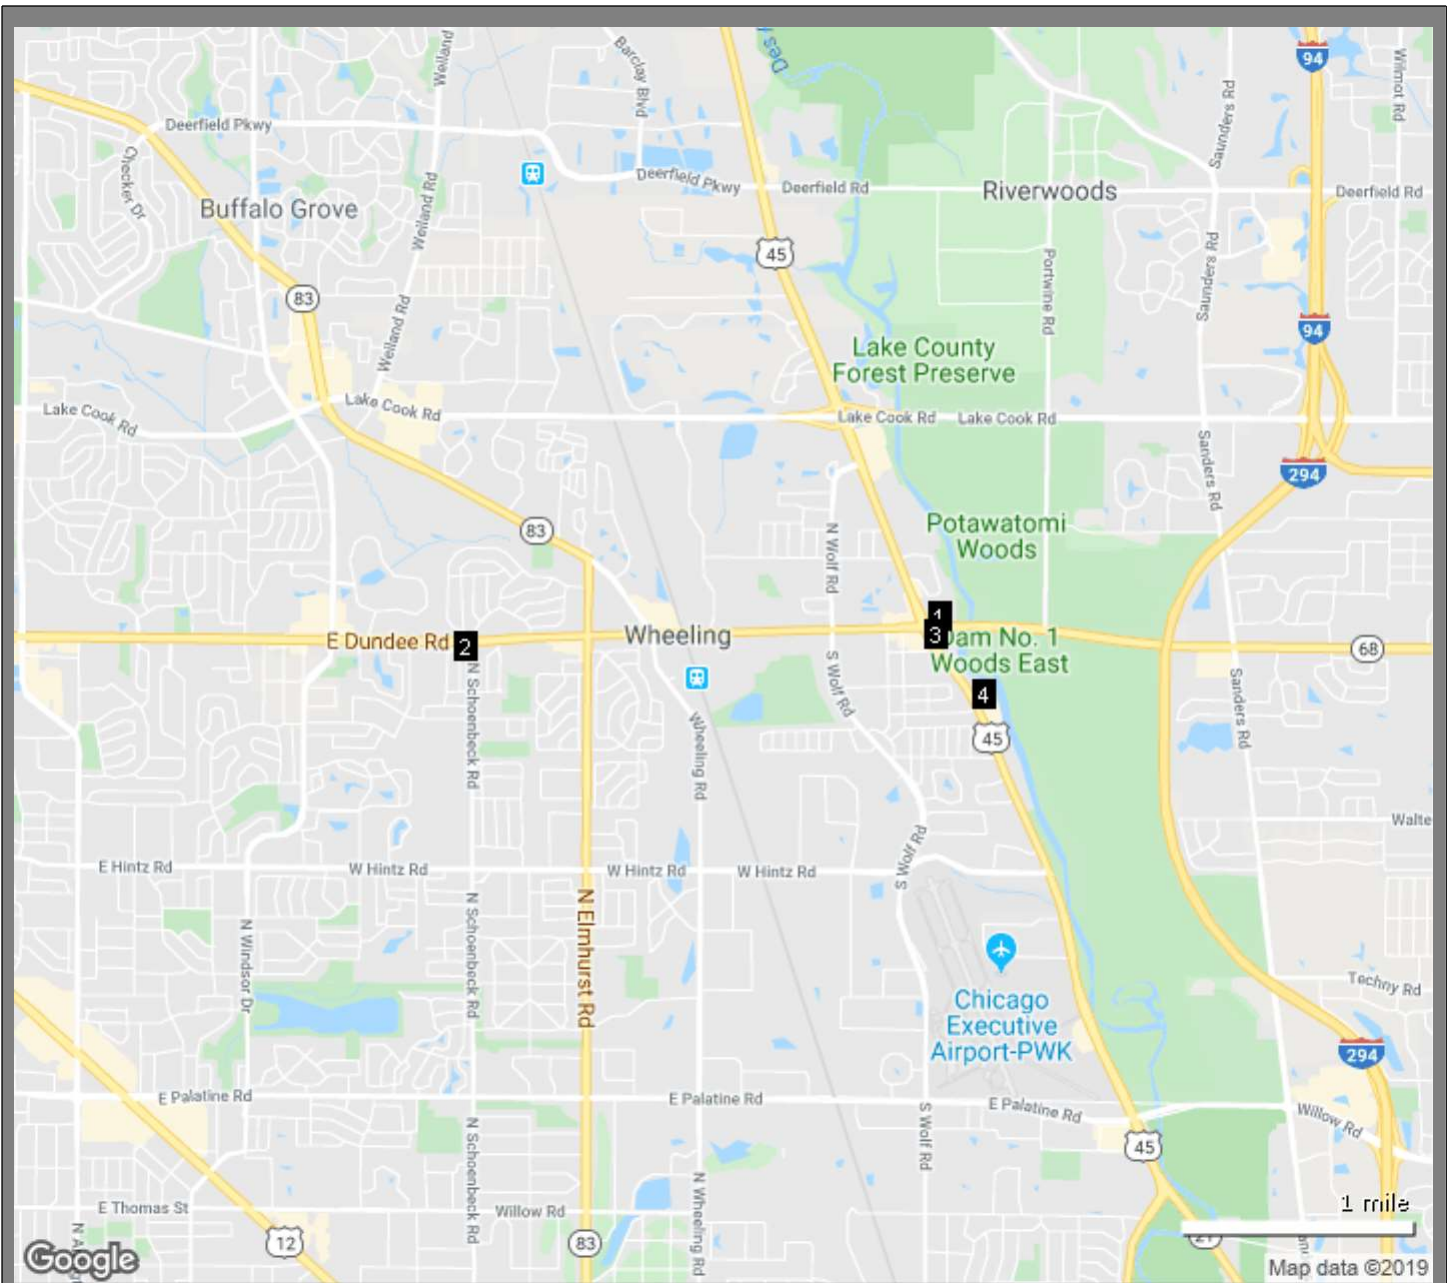 Des
Weiland
Barclay Blvd
94
Wilmot Rd
Saunders Rd
Deerfield Pkwy
Checker Dr
Weiland Rd
Deerfield Pkwy
Deerfield Rd
Riverwoods
Deerfield Rd
Buffalo Grove
45
Saunders Rd
Portwine Rd
83
Weiland Rd
94
Lake County
Forest Preserve
Lake Cook Rd
Lake Cook Rd
Lake Cook Rd
Lake Cook Rd
Sanders Rd
294
83
N Wolf Rd
Potawatomi
Woods
1
E Dundee Rd
2
Wheeling
3
Dam No. 1
Woods East
68
N Schoenbeck Rd
S Wolf Rd
4
Sanders Rd
45
Wheeling Rd
Walte
E Hintz Rd
W Hintz Rd
W Hintz Rd
W Hintz Rd
S Wolf Rd
N Windsor Dr
N Schoenbeck Rd
N Elmhurst Rd
Chicago
Executive
Airport-PWK
Techny Rd
294
E Palatine Rd
E Palatine Rd
E Palatine Rd
Willow Rd
N Schoenbeck Rd
S Wolf Rd
45
N Wheeling Rd
E Thomas St
Willow Rd
1 mile
12
83
21
Google
Map data ©2019